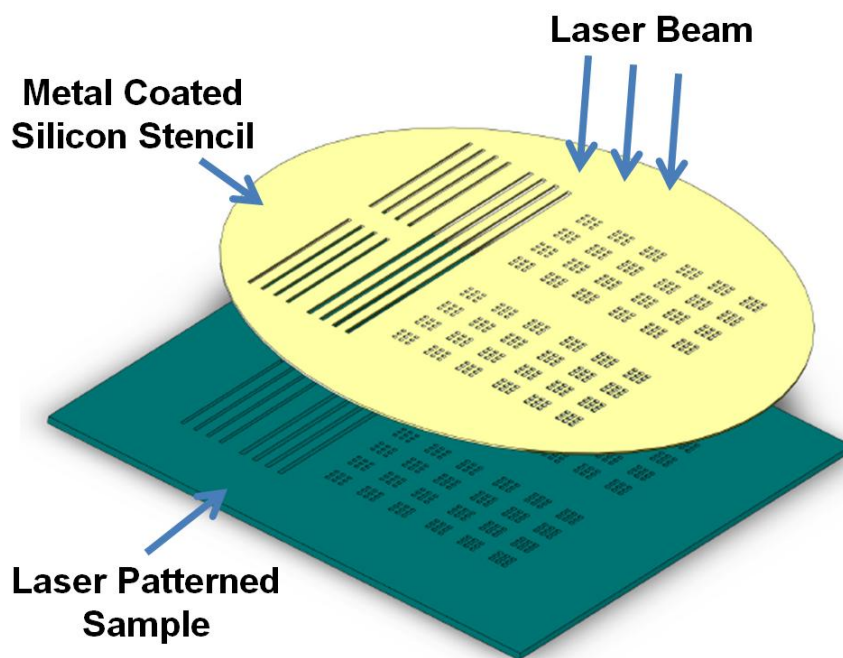 Laser Beam
Metal Coated
Silicon Stencil
Laser Patterned
Sample